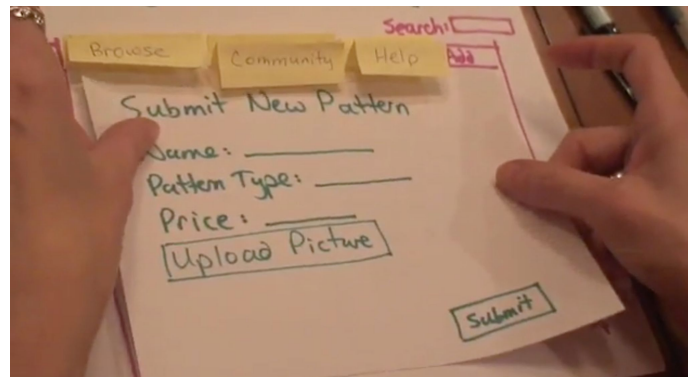 Search:
Browse Community Help Add
Submit New Pattern
Name:
Pattern Type:
Price:
Upload Picture
Submit